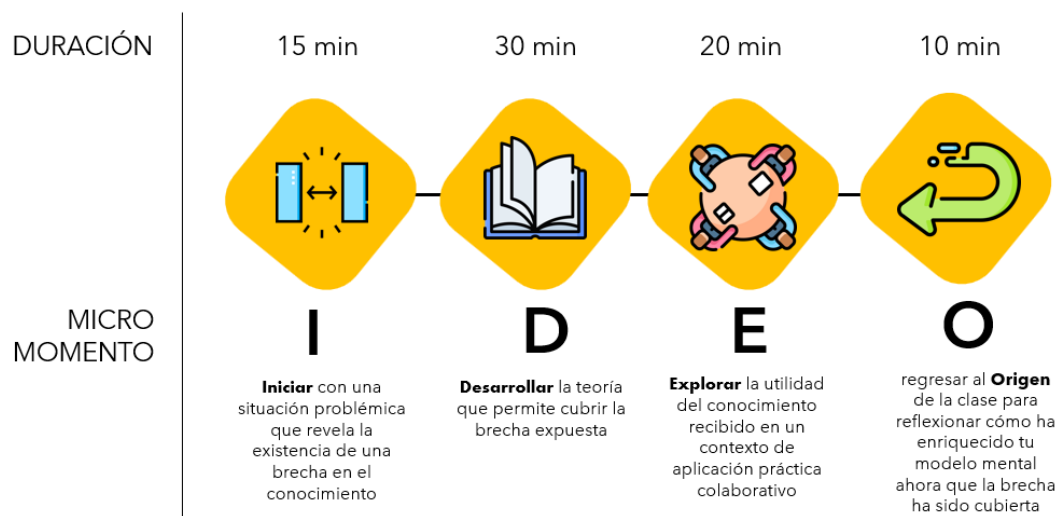 DURACIÓN
15 min
30 min
20 min
10 min
MICRO
MOMENTO
I
D
E
O
Iniciar con una
situación problémica
que revela la
existencia de una
brecha en el
conocimiento
Desarrollar la teoría
que permite cubrir la
brecha expuesta
Explorar la utilidad
del conocimiento
recibido en un
contexto de
aplicación práctica
colaborativo
regresar al Origen
de la clase para
reflexionar cómo ha
enriquecido tu
modelo mental
ahora que la brecha
ha sido cubierta